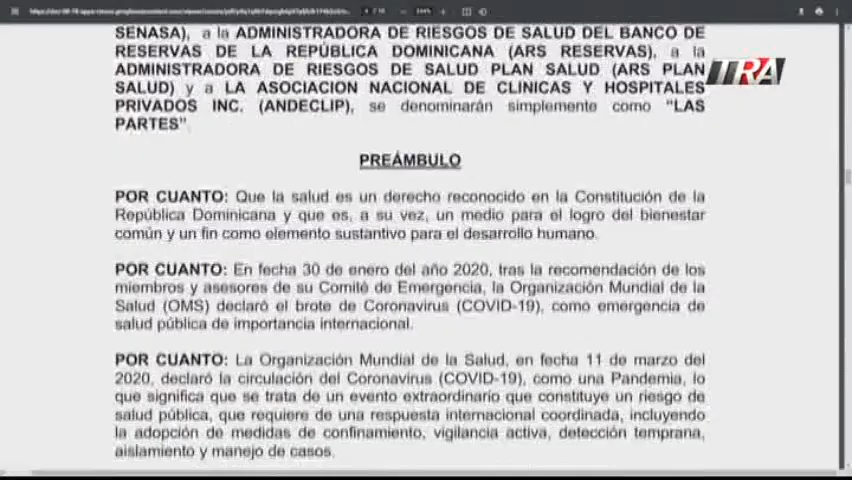 SENASA), a la ADMINISTRADORA DE RIESGOS DE SALUD DEL BANCO DE
RESERVAS DE LA REPÚBLICA DOMINICANA (ARS RESERVAS), a la
ADMINISTRADORA DE RIESGOS DE SALUD PLAN SALUD (ARS PLAN
SALUD) y a LA ASOCIACION NACIONAL DE CLINICAS Y HOSPITALES
PRIVADOS INC. (ANDECLIP), se denominarán simplemente como "LAS
PARTES".
TRA
PREÁMBULO
POR CUANTO: Que la salud es un derecho reconocido en la Constitución de la
República Dominicana y que es, a su vez, un medio para el logro del bienestar
común y un fin como elemento sustantivo para el desarrollo humano.
POR CUANTO: En fecha 30 de enero del año 2020, tras la recomendación de los
miembros y asesores de su Comité de Emergencia, la Organización Mundial de la
Salud (OMS) declaró el brote de Coronavirus (COVID-19), como emergencia de
salud pública de importancia internacional.
POR CUANTO: La Organización Mundial de la Salud, en fecha 11 de marzo del
2020, declaró la circulación del Coronavirus (COVID-19), como una Pandemia, lo
que significa que se trata de un evento extraordinario que constituye un riesgo de
salud pública, que requiere de una respuesta internacional coordinada, incluyendo
la adopción de medidas de confinamiento, vigilancia activa, detección temprana,
aislamiento y manejo de casos.